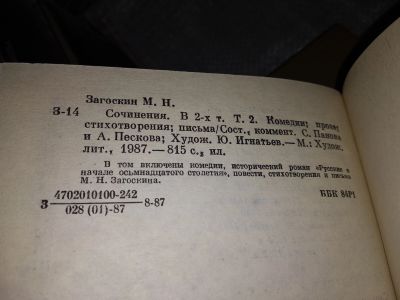 Загоскин М. Н.
З-14 Сочинения. В 2-х т. Т. 2. Комедии; проза;
стихотворения; письма/Сост., коммент. С. Панова
и А. Пескова; Худож. Ю. Игнатьев.— М.: Худож.
лит., 1987.— 815 с., ил.
В том включены комедии, исторический роман «Русские в
начале осьмнадцатого столетия», повести, стихотворения и письма
М. Н. Загоскина.
З 4702010100-242 8-87
028 (01)-87
ББК 84Р1